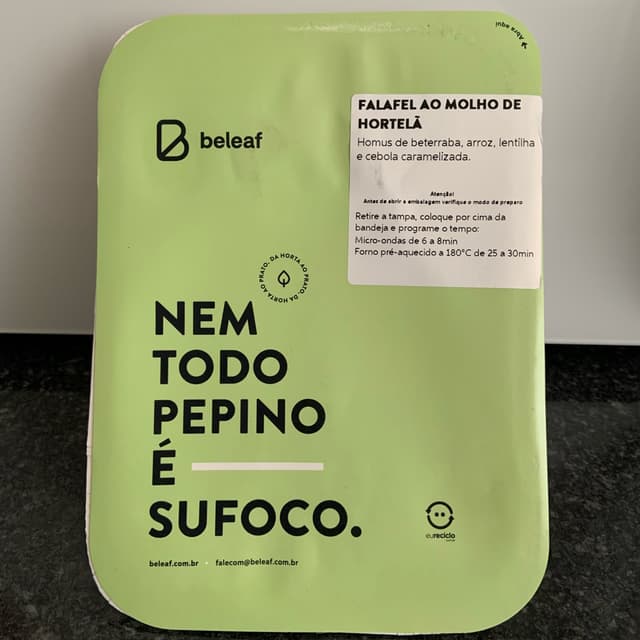 Abra aqui
beleaf
FALAFEL AO MOLHO DE
HORTELÃ
Homus de beterraba, arroz, lentilha
e cebola caramelizada.
Atenção!
Antes de abrir a embalagem verifique o modo de preparo
Retire a tampa, coloque por cima da
bandeja e programe o tempo:
Micro-ondas de 6 a 8min
Forno pré-aquecido a 180°C de 25 a 30min
DA HORTA AO PRATO. DA HORTA AO PRATO.
NEM
TODO
PEPINO
É
SUFOCO.
eureciclo
beleaf.com.br • falecom@beleaf.com.br